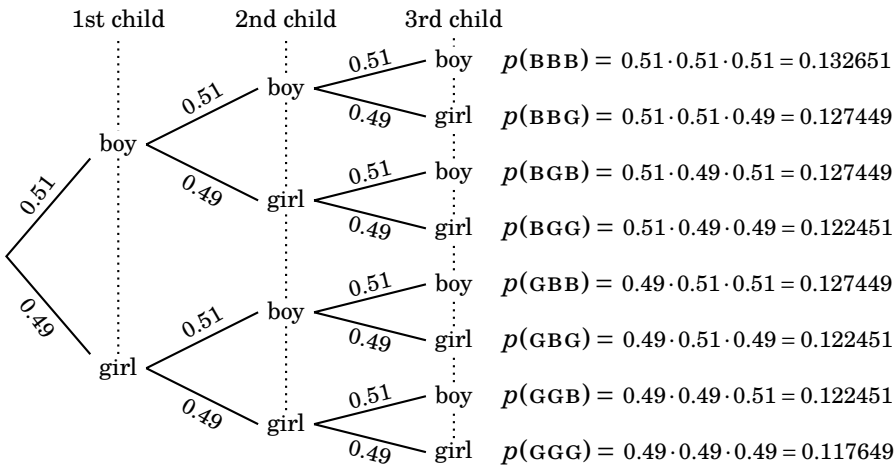 1st child 2nd child 3rd child
0.51 boy p(BBB) = 0.51 · 0.51 · 0.51 = 0.132651
0.51 boy
0.49 girl p(BBG) = 0.51 · 0.51 · 0.49 = 0.127449
boy
0.51 boy p(BGB) = 0.51 · 0.49 · 0.51 = 0.127449
0.51 0.49 girl
0.49 girl p(BGG) = 0.51 · 0.49 · 0.49 = 0.122451
0.51 boy p(GBB) = 0.49 · 0.51 · 0.51 = 0.127449
0.49 0.51 boy
0.49 girl p(GBG) = 0.49 · 0.51 · 0.49 = 0.122451
girl
0.51 boy p(GGB) = 0.49 · 0.49 · 0.51 = 0.122451
0.49 girl
0.49 girl p(GGG) = 0.49 · 0.49 · 0.49 = 0.117649